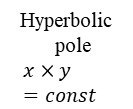 Hyperbolic
pole
𝑥 × 𝑦
= 𝑐𝑜𝑛𝑠𝑡